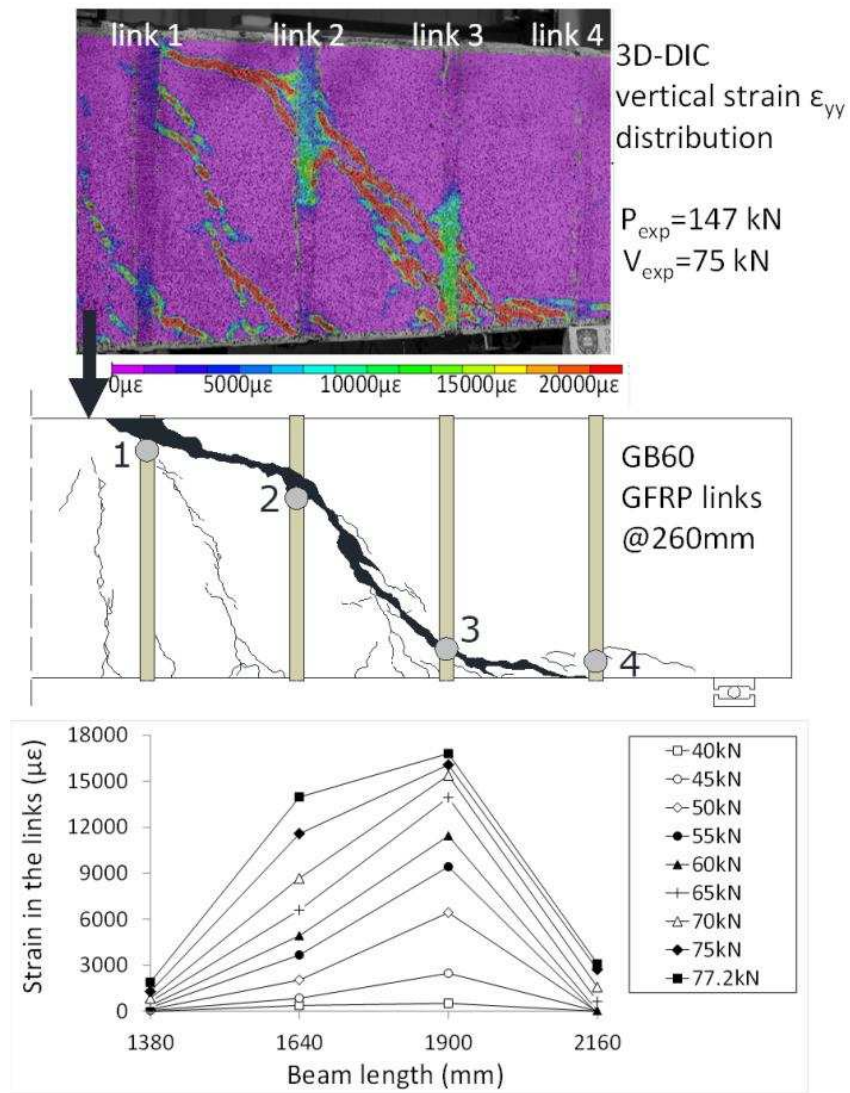 link 1 link 2 link 3 link 4
3D-DIC
vertical strain εyy
distribution
Pexp=147 kN
Vexp=75 kN
0με 5000με 10000με 15000με 20000με
1
2
3
4
GB60
GFRP links
@260mm
Strain in the links (με)
18000
15000
12000
9000
6000
3000
0
1380 1640 1900 2160
Beam length (mm)
40kN
45kN
50kN
55kN
60kN
65kN
70kN
75kN
77.2kN